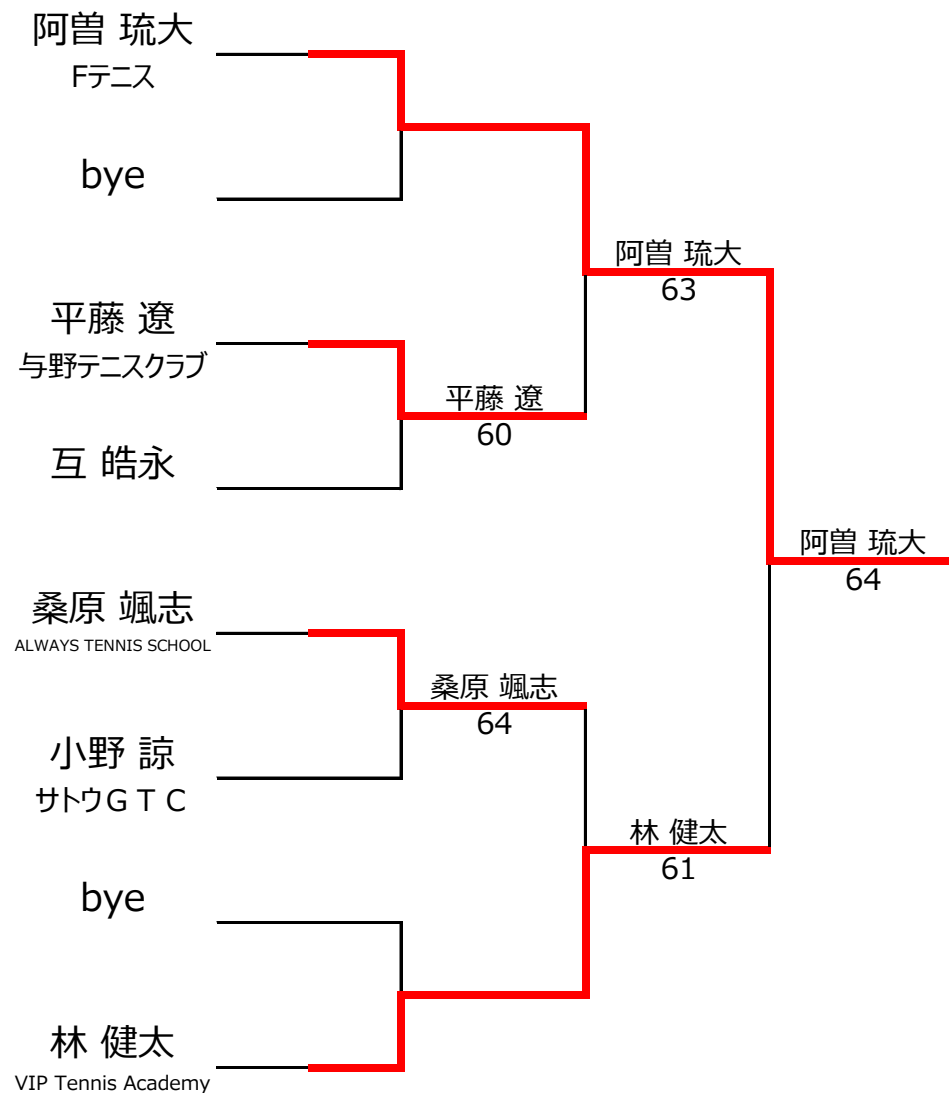 阿曽 琉大
Fテニス
bye
平藤 遼
与野テニスクラブ
互 皓永
桑原 颯志
ALWAYS TENNIS SCHOOL
小野 諒
サトウＧＴＣ
bye
林 健太
VIP Tennis Academy
平藤 遼
60
桑原 颯志
64
阿曽 琉大
63
林 健太
61
阿曽 琉大
64